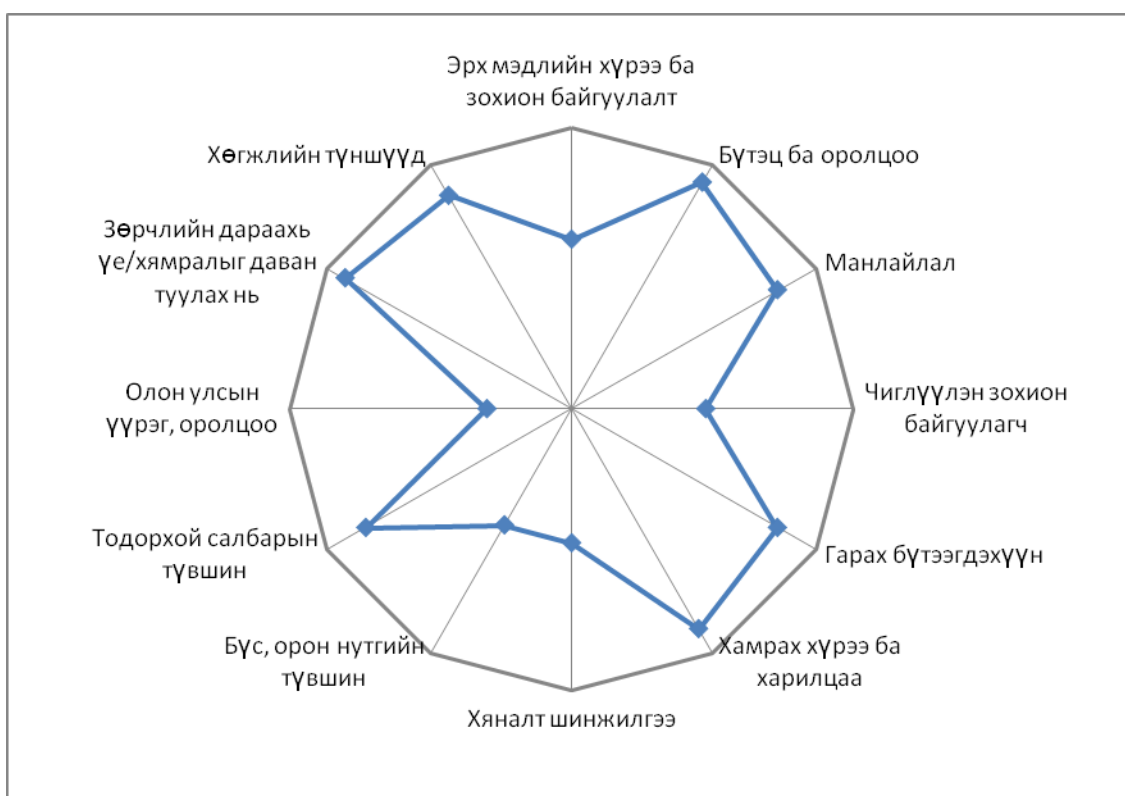 Эрх мэдлийн хүрээ ба
зохион байгуулалт
Бүтэц ба оролцоо
Манлайлал
Чиглүүлэн зохион
байгуулагч
Гарах бүтээгдэхүүн
Хамрах хүрээ ба
харилцаа
Хяналт шинжилгээ
Бүс, орон нутгийн
түвшин
Тодорхой салбарын
түвшин
Олон улсын
үүрэг, оролцоо
Зөрчлийн дараахь
үе/хямралыг даван
туулах нь
Хөгжлийн түншүүд